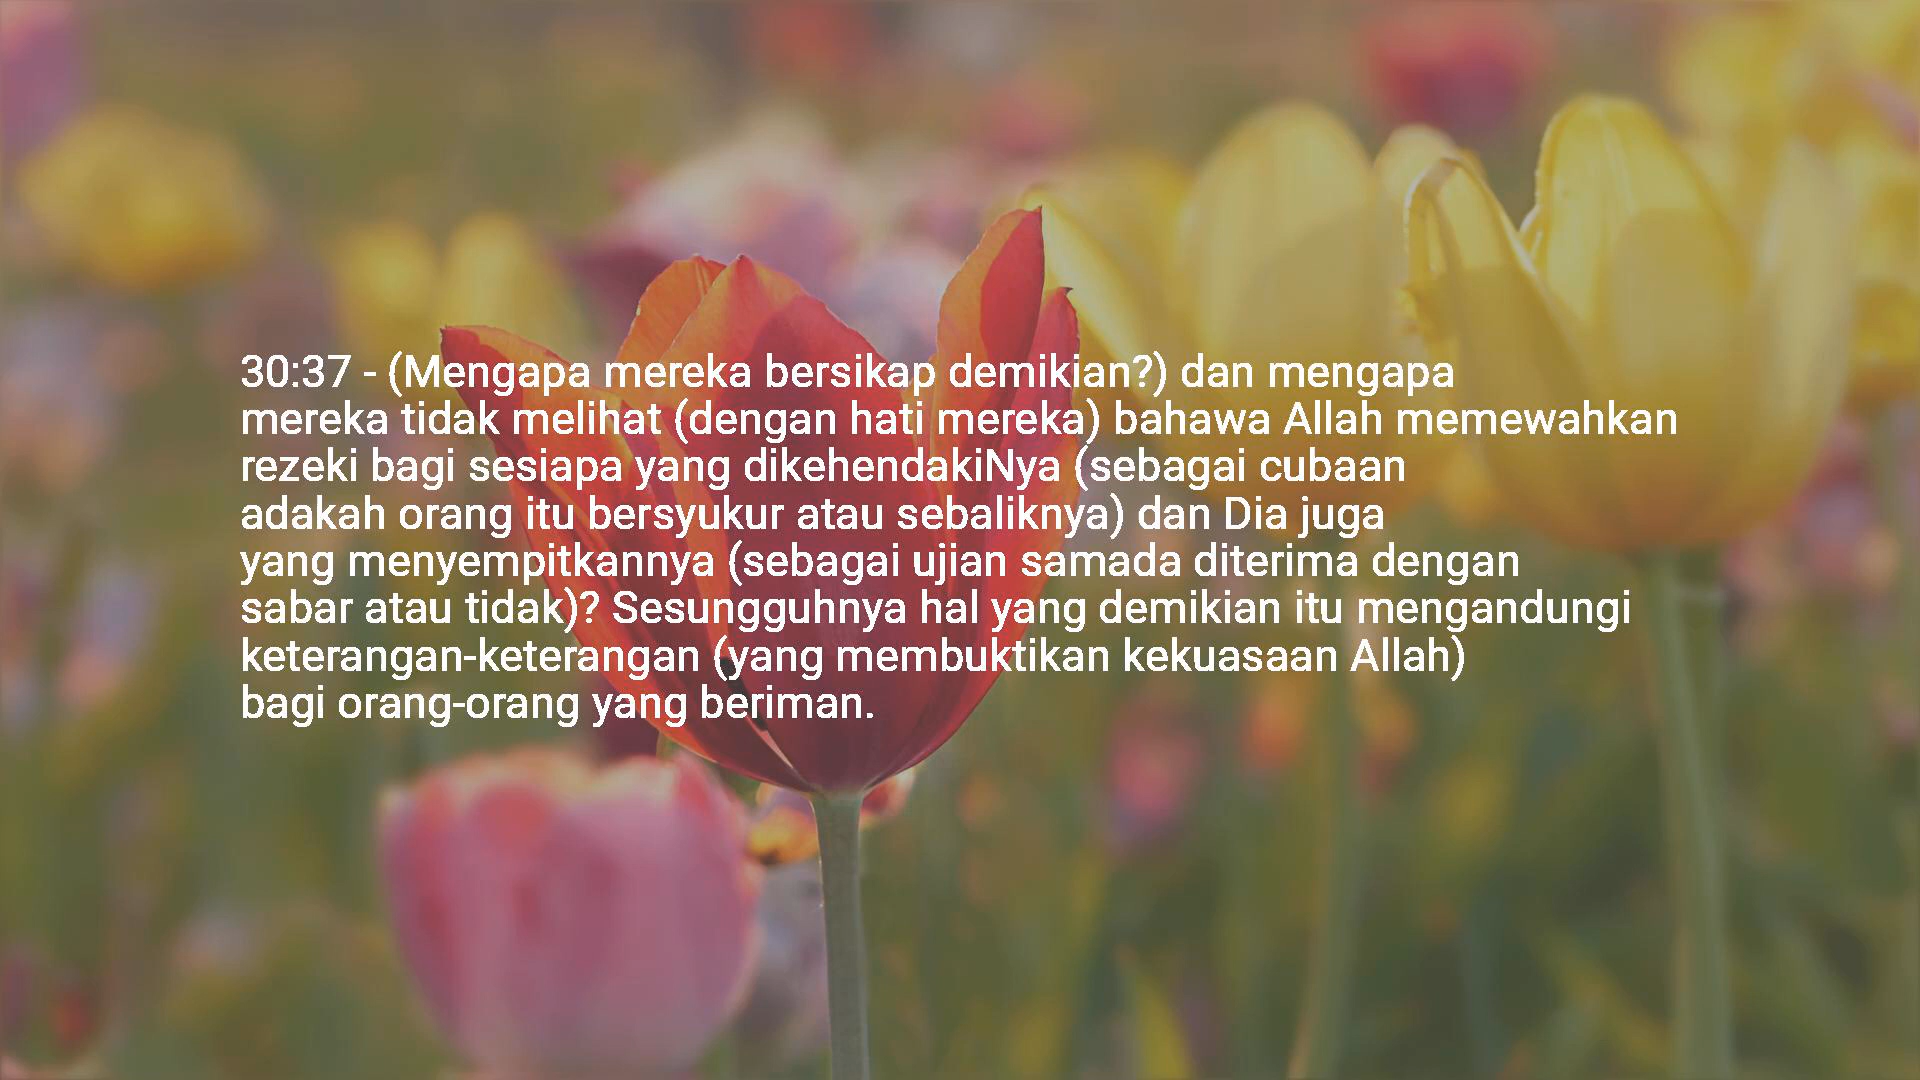 30:37 - (Mengapa mereka bersikap demikian?) dan mengapa
mereka tidak melihat (dengan hati mereka) bahawa Allah memewahkan
rezeki bagi sesiapa yang dikehendakiNya (sebagai cubaan
adakah orang itu bersyukur atau sebaliknya) dan Dia juga
yang menyempitkannya (sebagai ujian samada diterima dengan
sabar atau tidak)? Sesungguhnya hal yang demikian itu mengandungi
keterangan-keterangan (yang membuktikan kekuasaan Allah)
bagi orang-orang yang beriman.